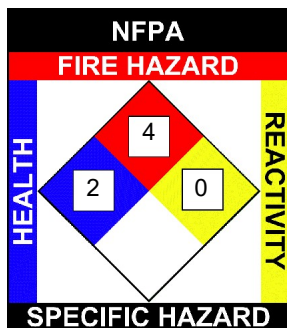 NFPA
FIRE HAZARD
HEALTH
4
2
0
REACTIVITY
SPECIFIC HAZARD